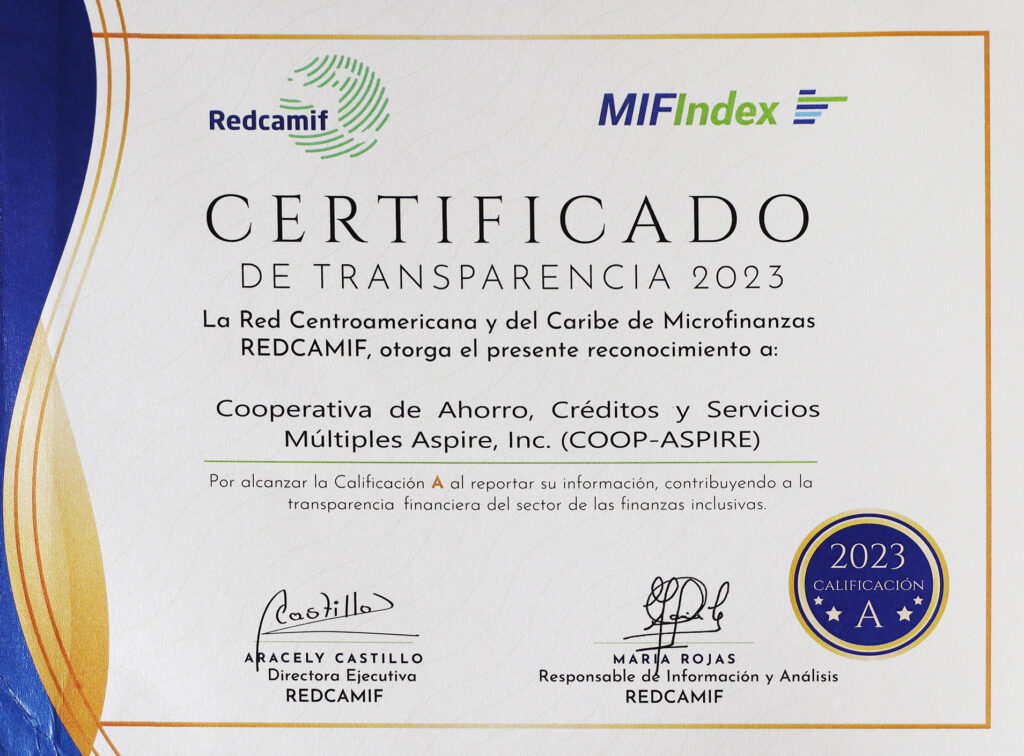 Redcamif
MIFIndex
CERTIFICADO
DE TRANSPARENCIA 2023
La Red Centroamericana y del Caribe de Microfinanzas
REDCAMIF, otorga el presente reconocimiento a:
Cooperativa de Ahorro, Créditos y Servicios
Múltiples Aspire, Inc. (COOP-ASPIRE)
Por alcanzar la Calificación A al reportar su información, contribuyendo a la
transparencia financiera del sector de las finanzas inclusivas.
2023
CALIFICACIÓN
A
Castillo
ARACELY CASTILLO
Directora Ejecutiva
REDCAMIF
MARIA ROJAS
Responsable de Información y Análisis
REDCAMIF